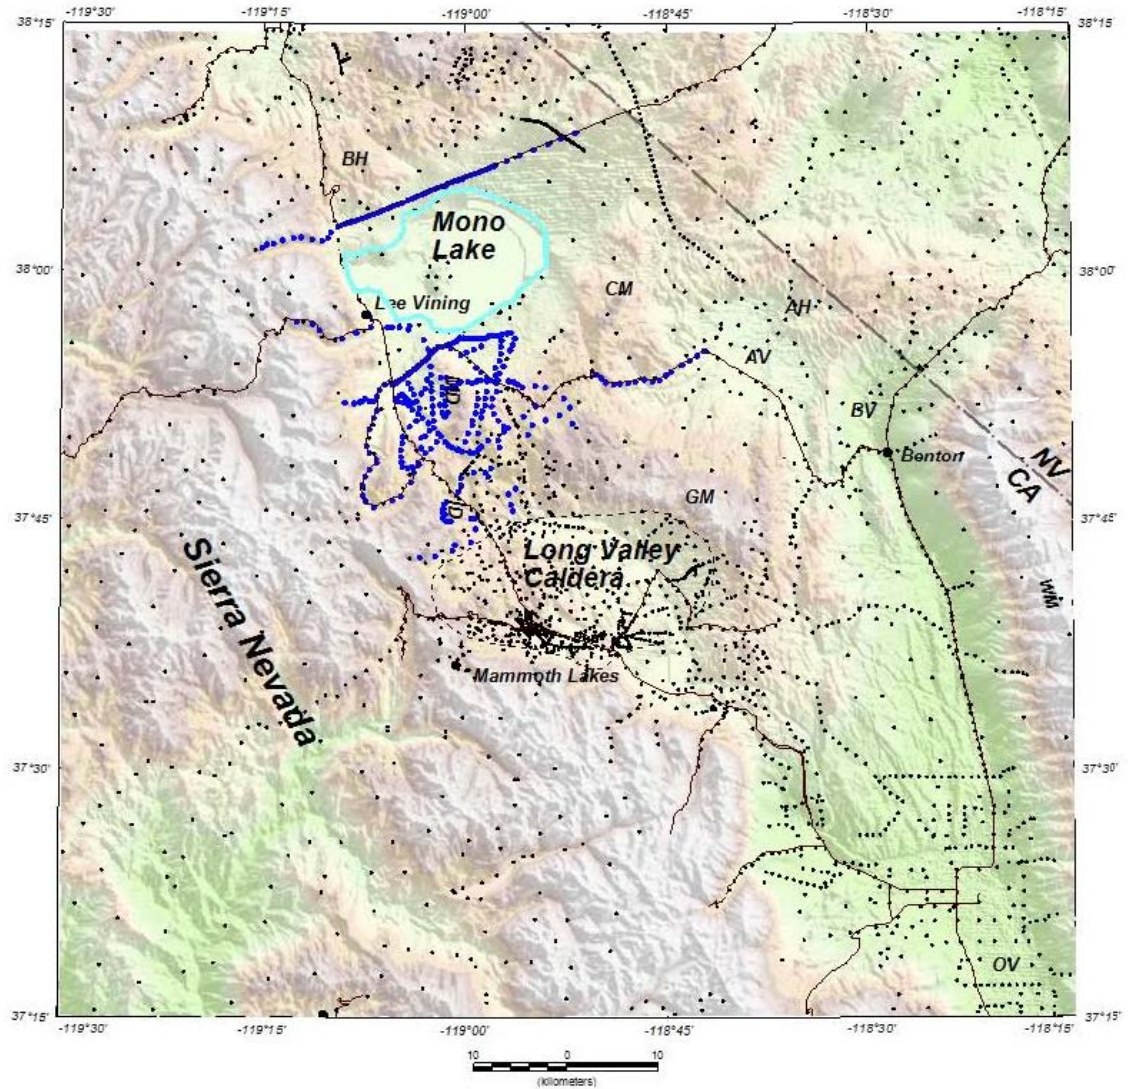 -119°30' -119°15' -119°00' -118°45' -118°30' -118°15'
38°15' 38°15'
BH
Mono
Lake
38°00' 38°00'
CM
Lee Vining
AH
AV
MD
BV
Benton
NV
CA
GM
JD
37°45' 37°45'
Long Valley
Caldera
Sierra Nevada
WM
Mammoth Lakes
37°30' 37°30'
OV
37°15' 37°15'
-119°30' -119°15' -119°00' -118°45' -118°30' -118°15'
10 0 10
(kilometers)